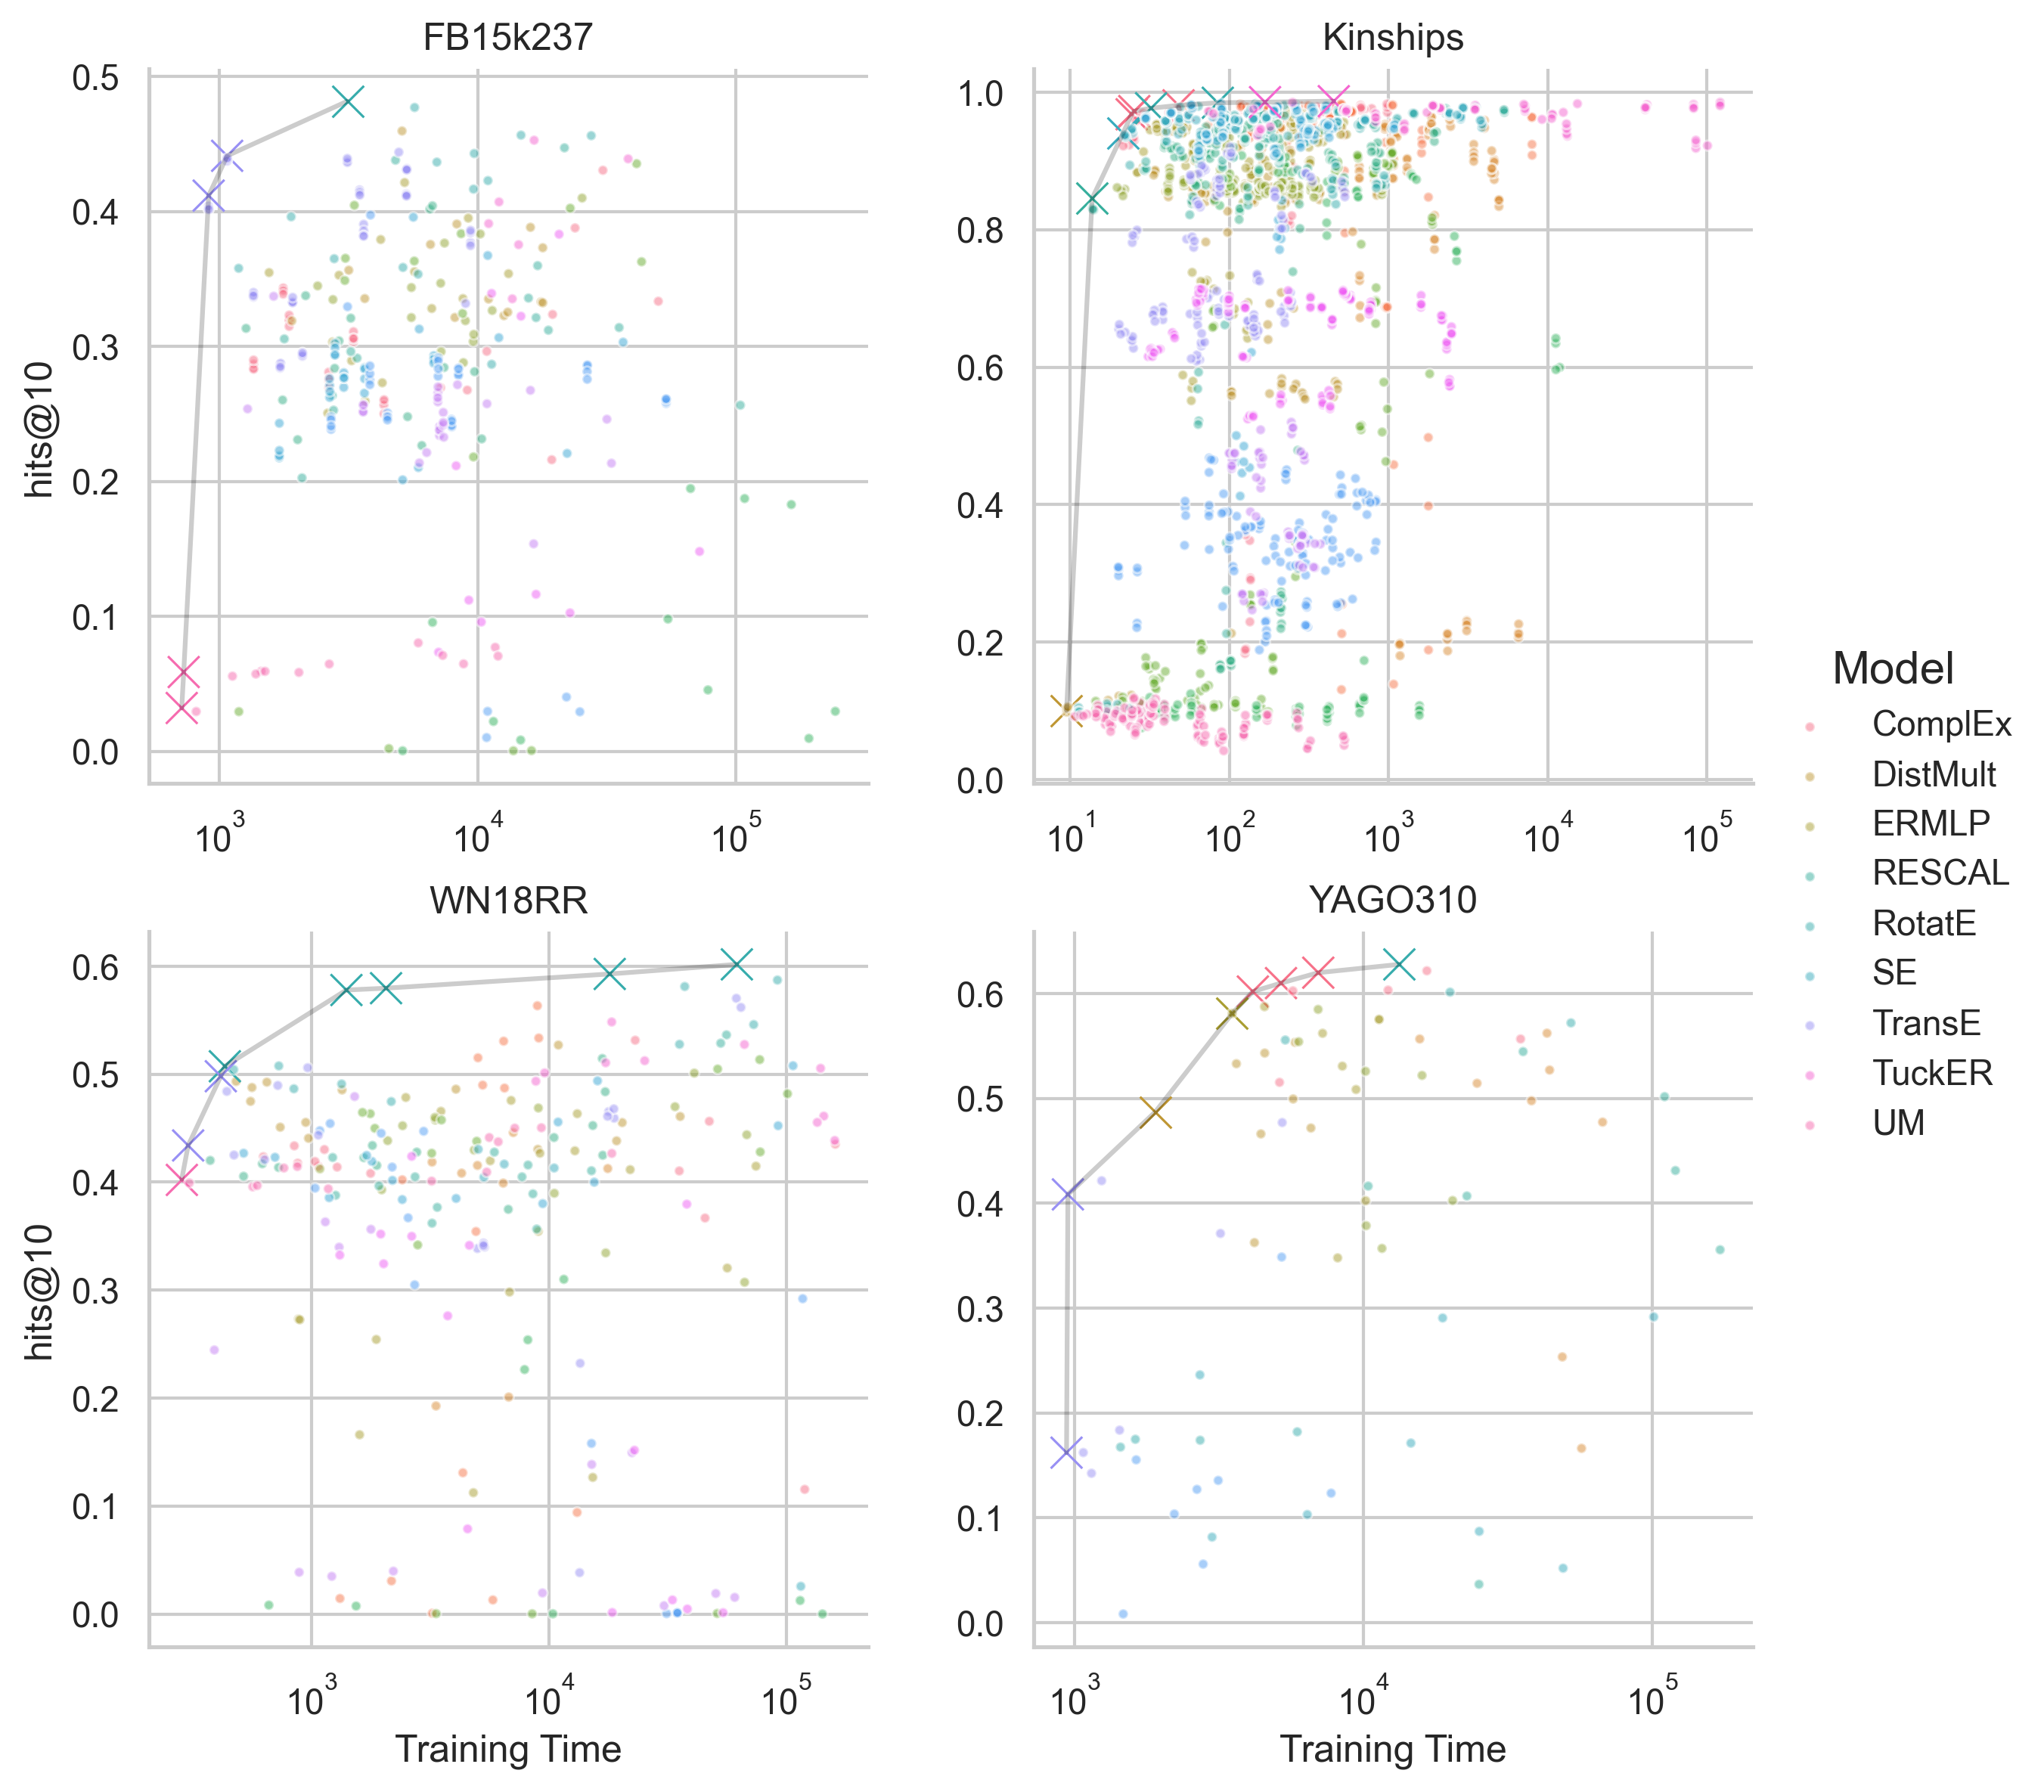 FB15k237
Kinships
0.5
0.4
0.3
0.2
0.1
0.0
hits@10
10^3
10^4
10^5
1.0
0.8
0.6
0.4
0.2
0.0
10^1
10^2
10^3
10^4
10^5
WN18RR
YAGO310
0.6
0.5
0.4
0.3
0.2
0.1
0.0
hits@10
10^3
10^4
10^5
Training Time
0.6
0.5
0.4
0.3
0.2
0.1
0.0
10^3
10^4
10^5
Training Time
Model
ComplEx
DistMult
ERMLP
RESCAL
RotatE
SE
TransE
TuckER
UM